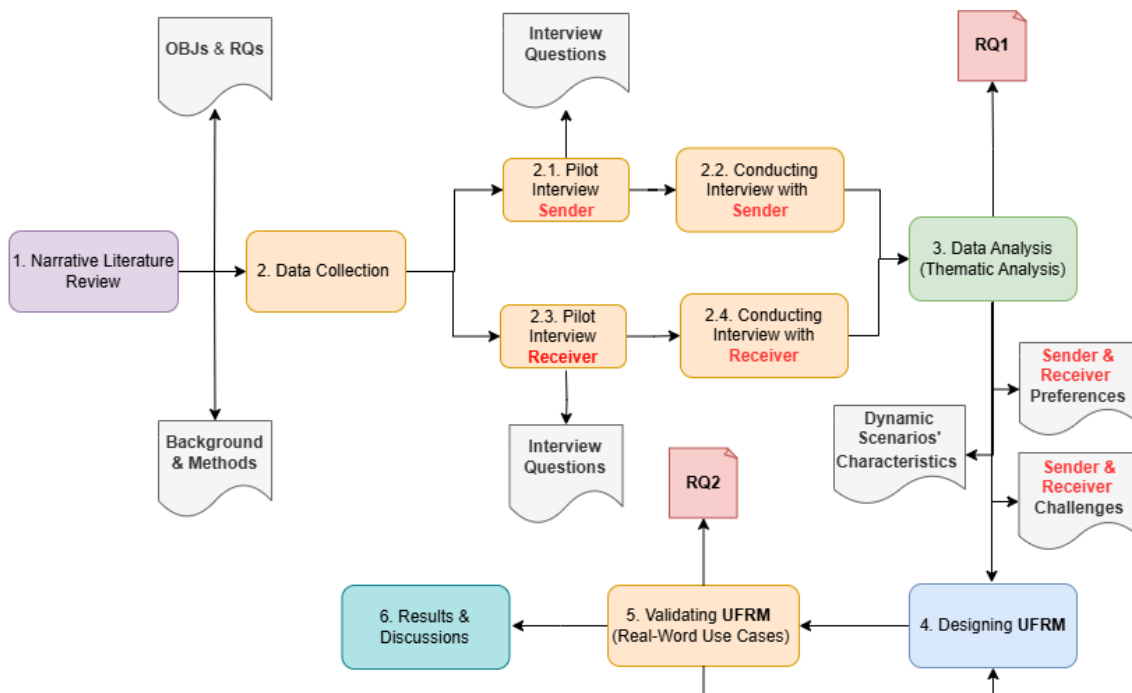 OBJs & RQs
Interview
Questions
RQ1
2.1. Pilot
Interview
Sender
2.2. Conducting
Interview with
Sender
1. Narrative Literature
Review
2. Data Collection
3. Data Analysis
(Thematic Analysis)
2.3. Pilot
Interview
Receiver
2.4. Conducting
Interview with
Receiver
Sender &
Receiver
Preferences
Dynamic
Scenarios'
Characteristics
Background
& Methods
Interview
Questions
RQ2
Sender &
Receiver
Challenges
6. Results &
Discussions
5. Validating UFRM
(Real-Word Use Cases)
4. Designing UFRM